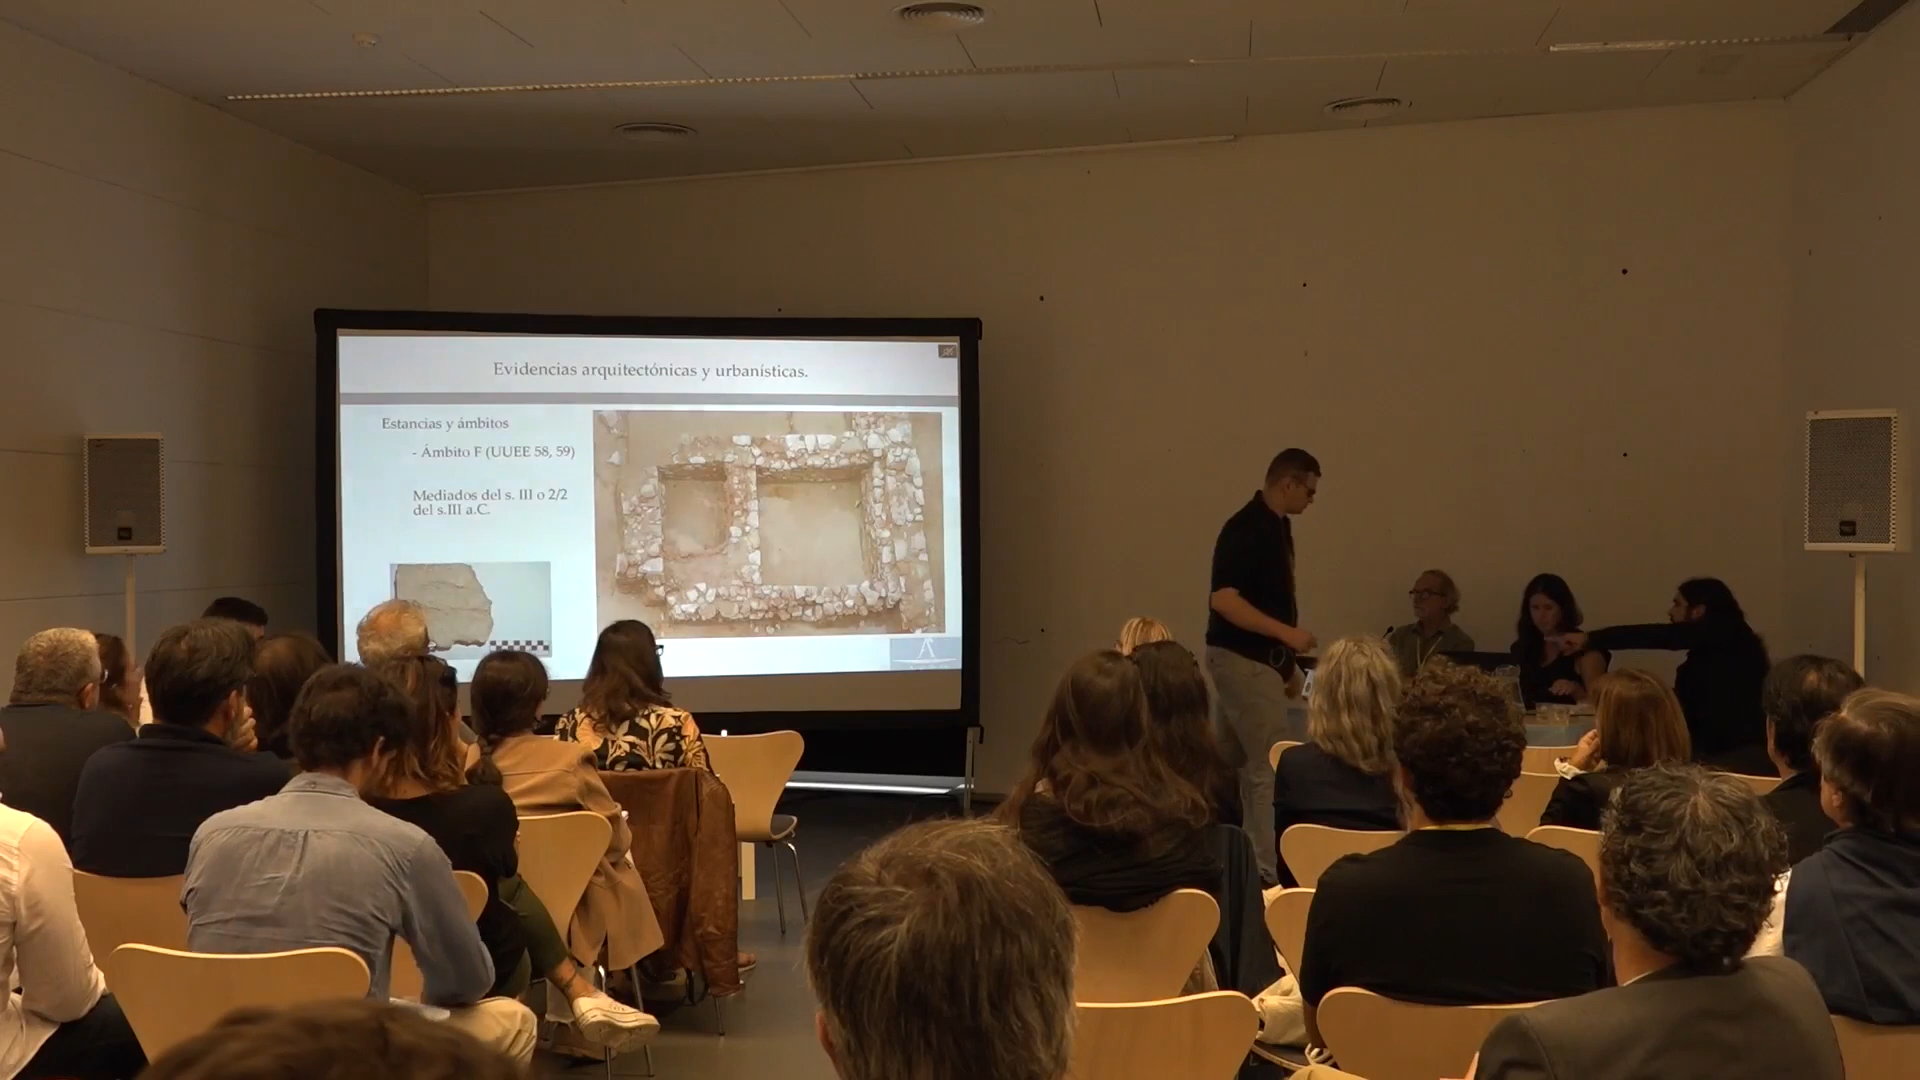 Evidencias arquitectónicas y urbanísticas.
Estancias y ámbitos
- Ámbito F (UUEE 58, 59)
Mediados del s. III o 2/2
del s.III a.C.